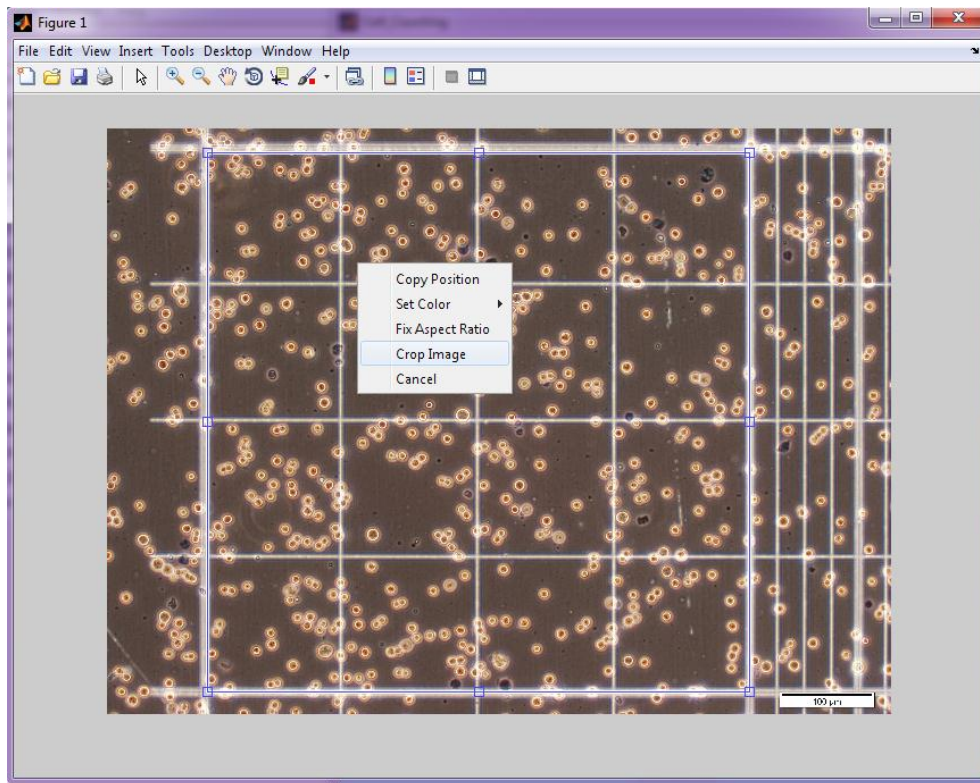 Figure 1
File Edit View Insert Tools Desktop Window Help
Copy Position
Set Color
Fix Aspect Ratio
Crop Image
Cancel
100 µm